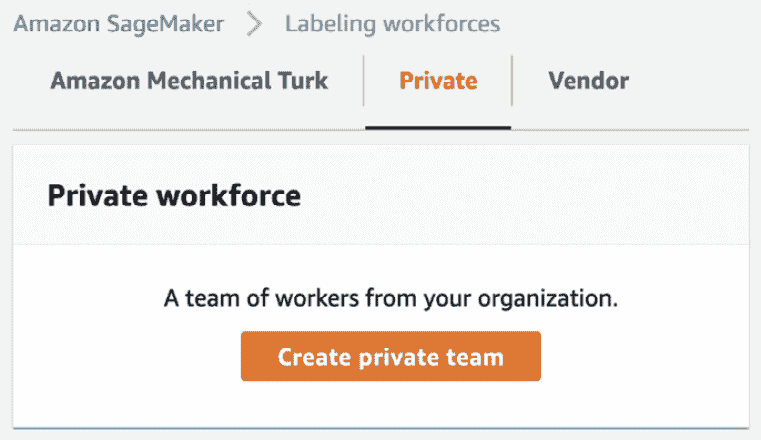 Amazon SageMaker > Labeling workforces
Amazon Mechanical Turk Private Vendor
Private workforce
A team of workers from your organization.
Create private team